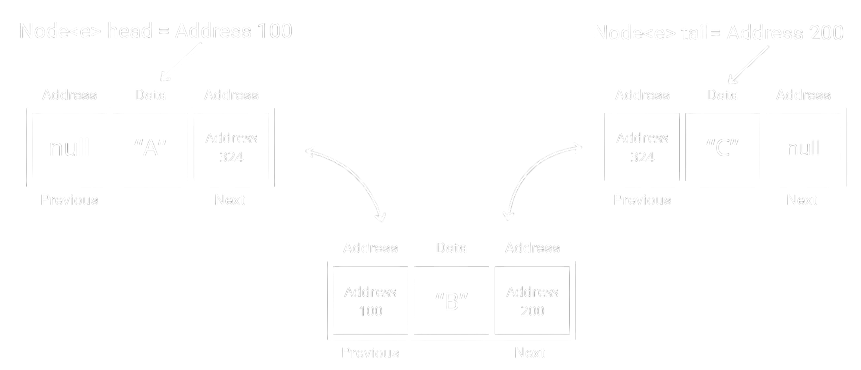 Node<e> head = Address 100
Node<e> tail = Address 200
Address Data Address
null "A" Address 324
Previous Next
Address Data Address
Address 324 "C" null
Previous Next
Address Data Address
Address 100 "B" Address 200
Previous Next